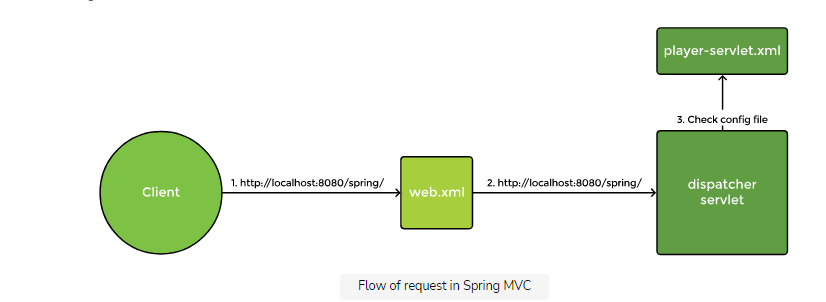 player-servlet.xml
3. Check config file
Client
1. http://localhost:8080/spring/
web.xml
2. http://localhost:8080/spring/
dispatcher
servlet
Flow of request in Spring MVC